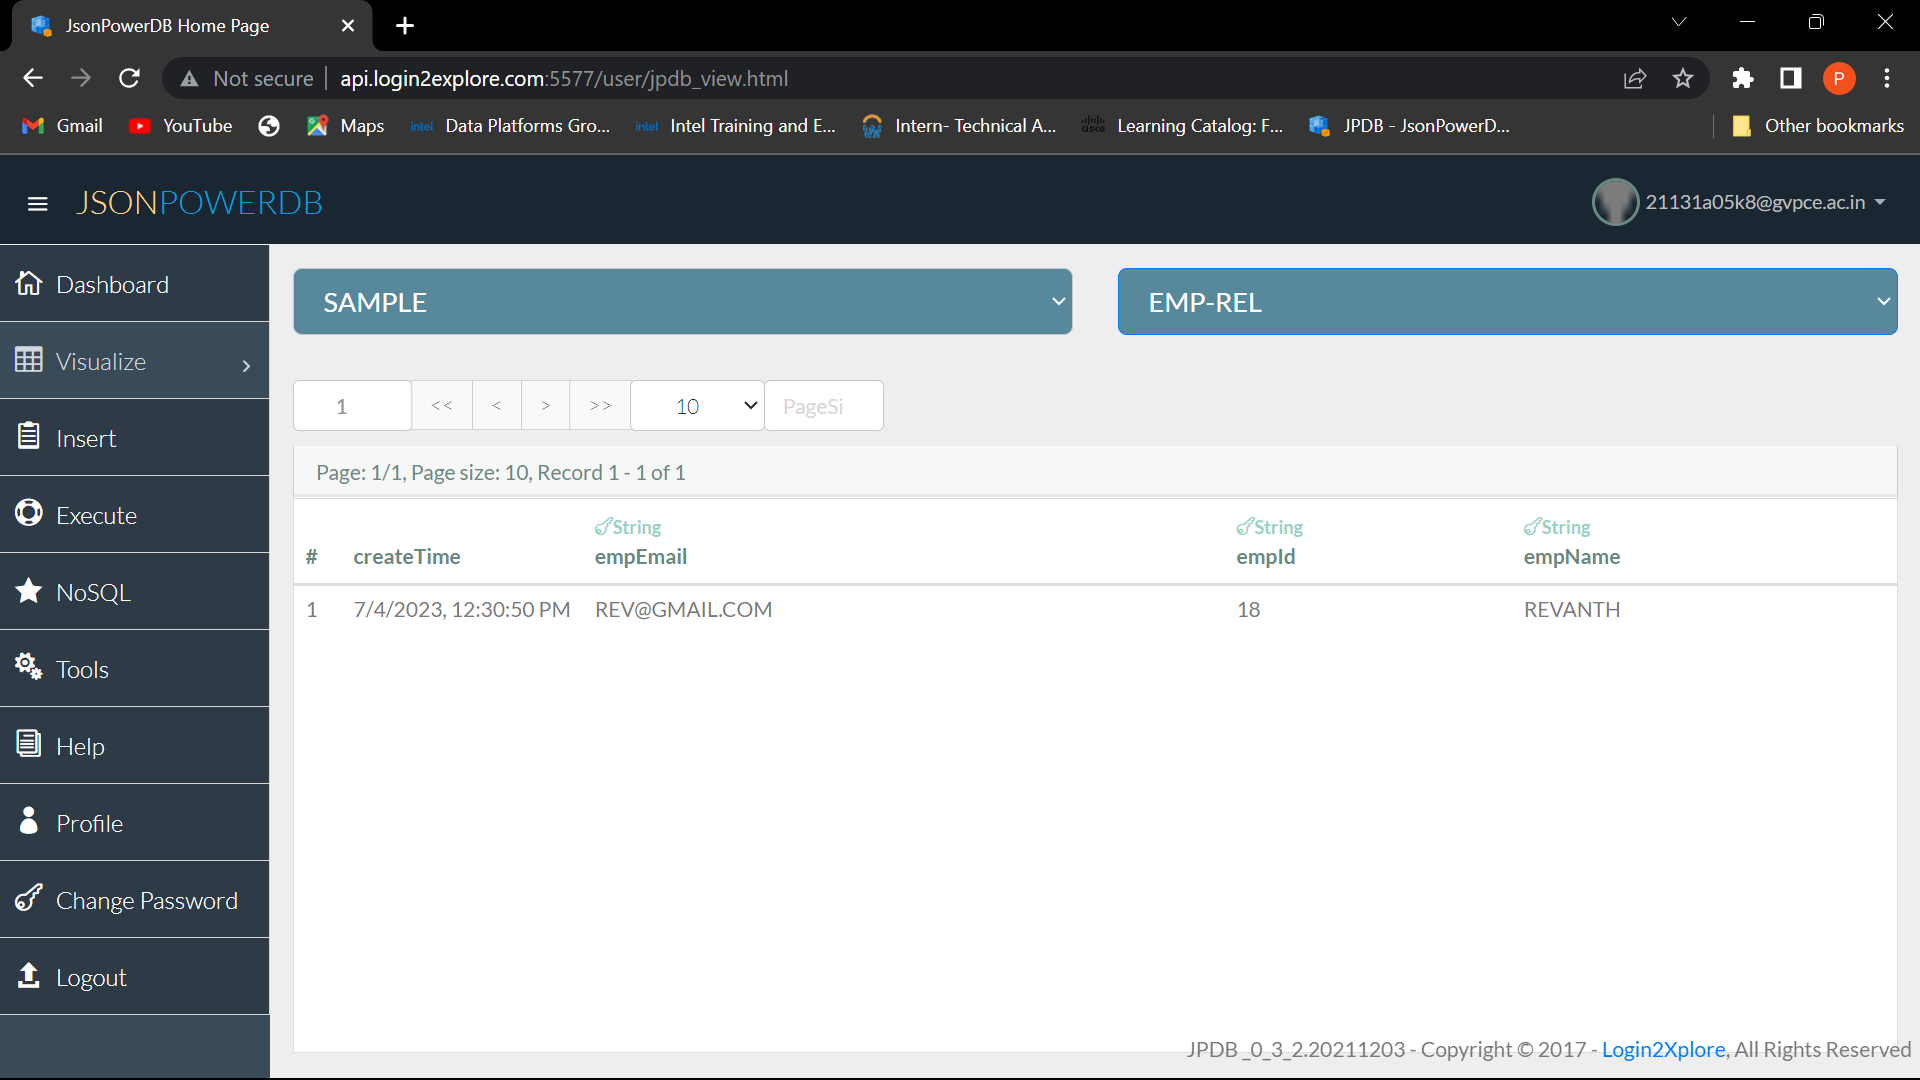 JsonPowerDB Home Page
Not secure | api.login2explore.com:5577/user/jpdb_view.html
P
Gmail YouTube Maps intel Data Platforms Gro... intel Intel Training and E... Intern- Technical A... cisco Learning Catalog: F... JPDB - JsonPowerD... Other bookmarks
JSONPOWERDB 21131a05k8@gvpce.ac.in
Dashboard
Visualize
Insert
Execute
NoSQL
Tools
Help
Profile
Change Password
Logout
SAMPLE EMP-REL
1 << < > >> 10 PageSi
Page: 1/1, Page size: 10, Record 1 - 1 of 1
String String String
# createTime empEmail empId empName
1 7/4/2023, 12:30:50 PM REV@GMAIL.COM 18 REVANTH
JPDB _0_3_2.20211203 - Copyright © 2017 - Login2Xplore, All Rights Reserved